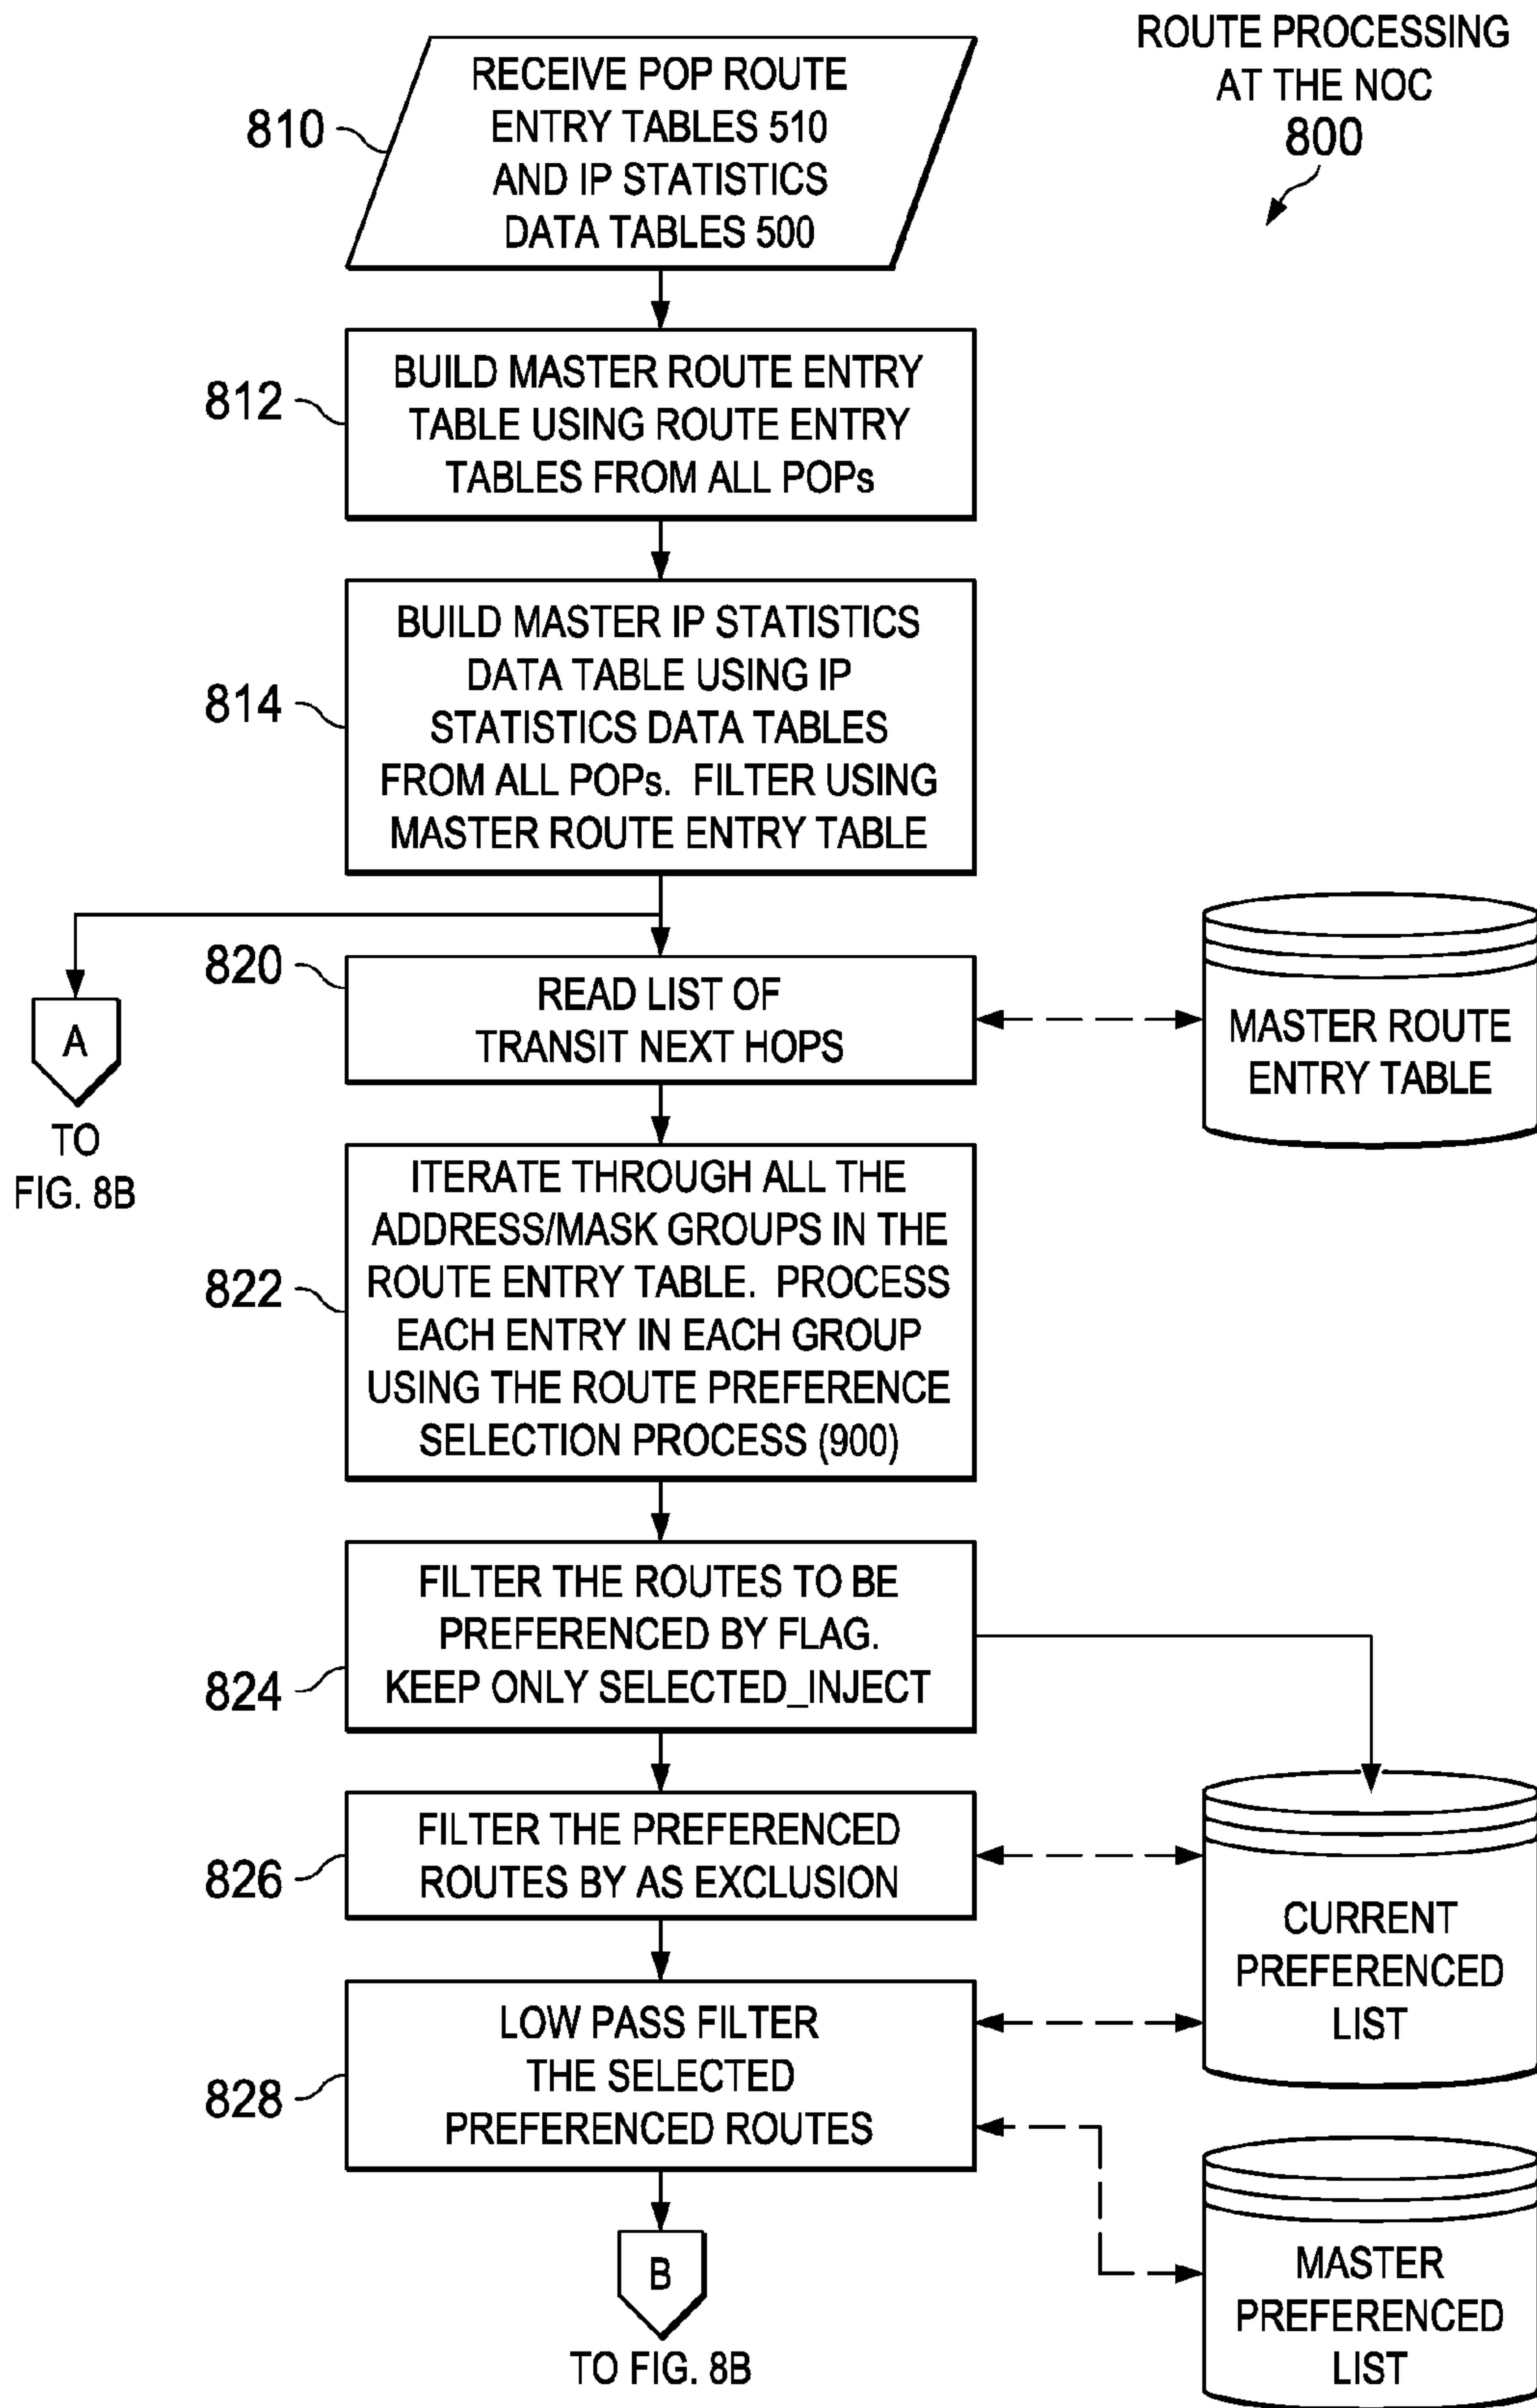 ROUTE PROCESSING
AT THE NOC
800
810
RECEIVE POP ROUTE
ENTRY TABLES 510
AND IP STATISTICS
DATA TABLES 500
812
BUILD MASTER ROUTE ENTRY
TABLE USING ROUTE ENTRY
TABLES FROM ALL POPs
814
BUILD MASTER IP STATISTICS
DATA TABLE USING IP
STATISTICS DATA TABLES
FROM ALL POPs. FILTER USING
MASTER ROUTE ENTRY TABLE
A
TO
FIG. 8B
820
READ LIST OF
TRANSIT NEXT HOPS
MASTER ROUTE
ENTRY TABLE
822
ITERATE THROUGH ALL THE
ADDRESS/MASK GROUPS IN THE
ROUTE ENTRY TABLE. PROCESS
EACH ENTRY IN EACH GROUP
USING THE ROUTE PREFERENCE
SELECTION PROCESS (900)
824
FILTER THE ROUTES TO BE
PREFERENCED BY FLAG.
KEEP ONLY SELECTED_INJECT
826
FILTER THE PREFERENCED
ROUTES BY AS EXCLUSION
CURRENT
PREFERENCED
LIST
828
LOW PASS FILTER
THE SELECTED
PREFERENCED ROUTES
MASTER
PREFERENCED
LIST
B
TO FIG. 8B